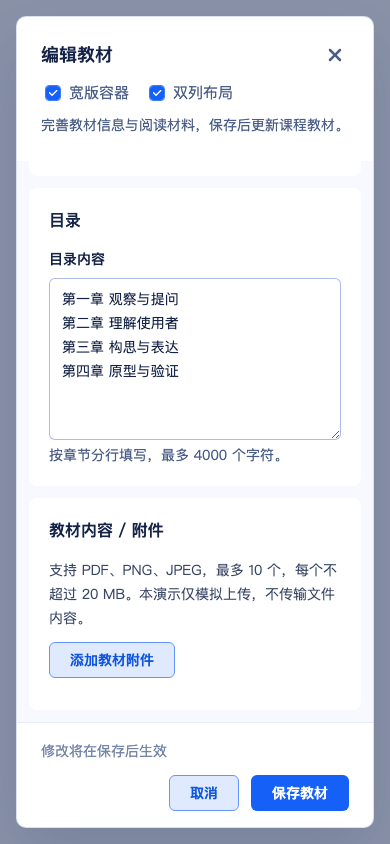 编辑教材
宽版容器 双列布局
完善教材信息与阅读材料，保存后更新课程教材。
目录
目录内容
第一章 观察与提问
第二章 理解使用者
第三章 构思与表达
第四章 原型与验证
按章节分行填写，最多 4000 个字符。
教材内容 / 附件
支持 PDF、PNG、JPEG，最多 10 个，每个不
超过 20 MB。本演示仅模拟上传，不传输文件
内容。
添加教材附件
修改将在保存后生效
取消 保存教材